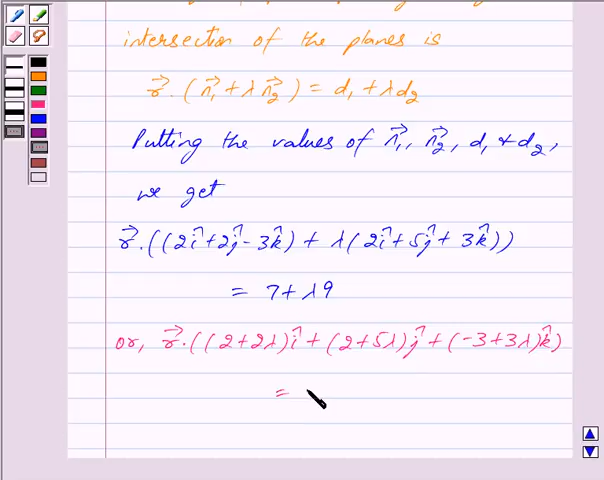 intersection of the planes is
r⃗.(n⃗₁+λn⃗₂) = d₁+λd₂
Putting the values of n⃗₁, n⃗₂, d₁ & d₂,
we get
r⃗.((2î+2ĵ-3k̂) + λ(2î+5ĵ+3k̂))
= 7+λ9
or, r⃗.((2+2λ)î+(2+5λ)ĵ+(-3+3λ)k̂)
=